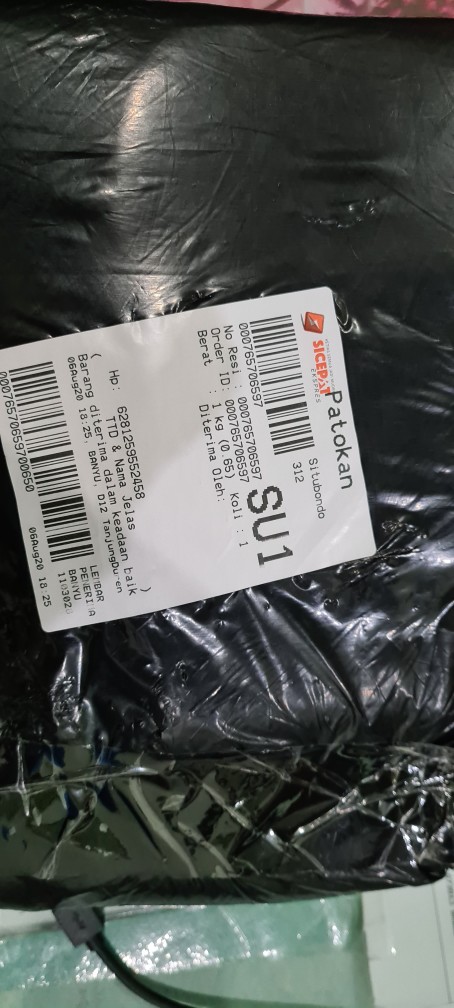 SICEPAT
EKSPRES
Patokan
Situbondo
312
000765706597
SU1
No Resi : 000765706597
Order ID: 000765706597
Berat : 1 kg (0,65) Koli : 1
Diterima Oleh:
Hp: 6281259552458
TTD & Nama Jelas
( )
Barang diterima dalam keadaan baik
06Aug20 18:25, BANYU, D12 TanjungDuren
LEMBAR
PENERIMA
BANYU
00076570659700650
06Aug20 18:25